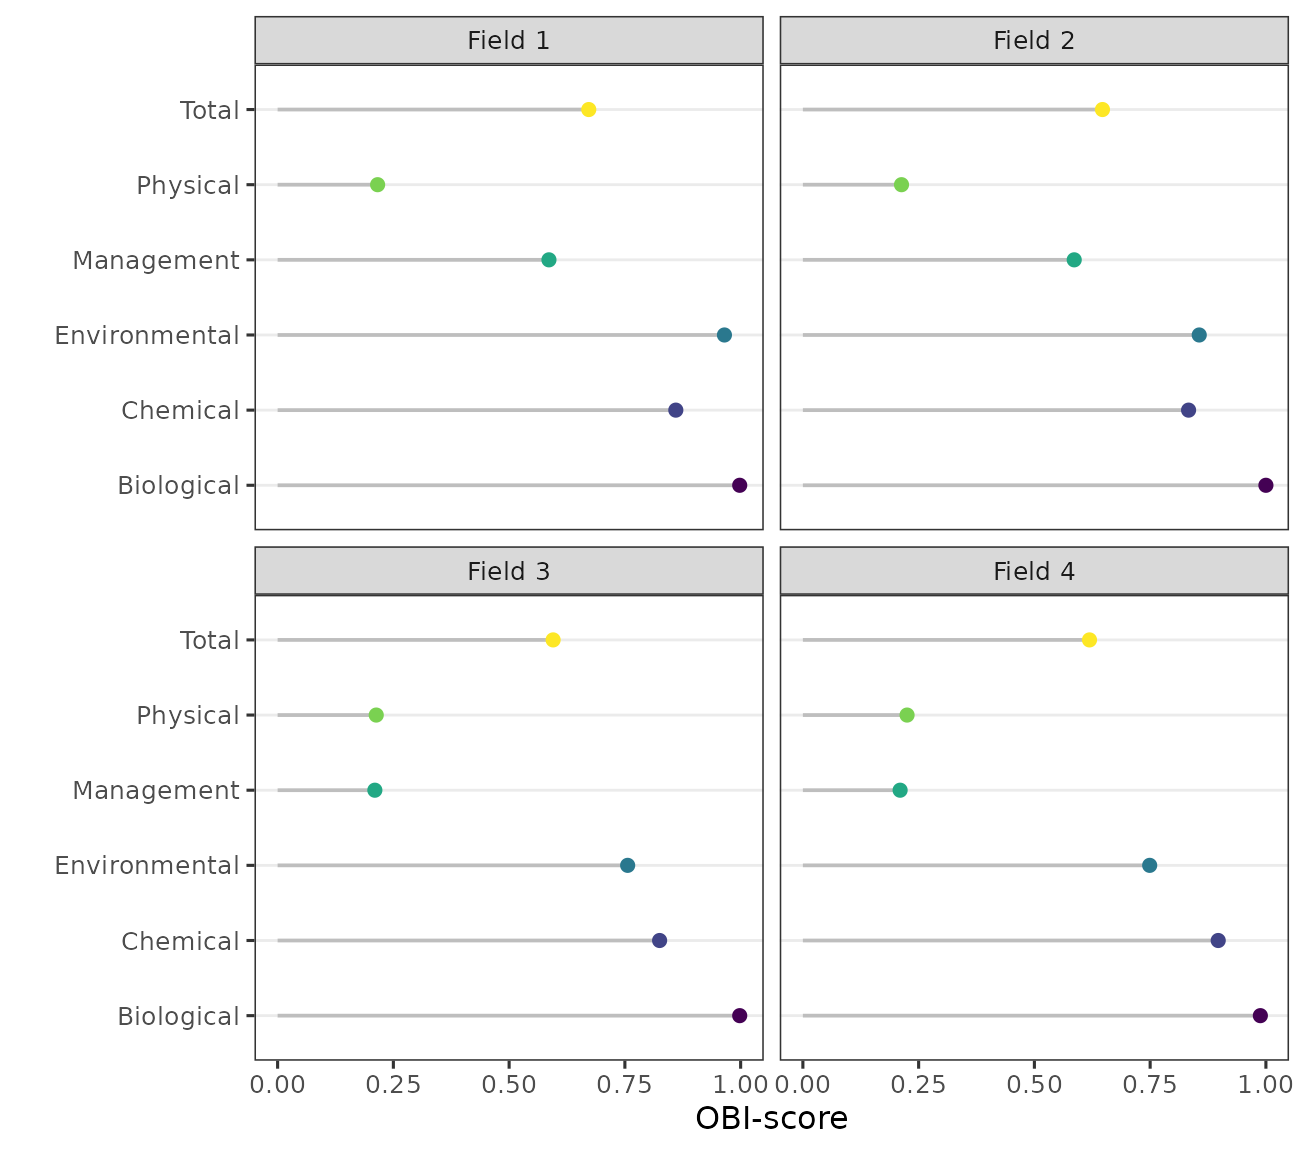 Field 1
Field 2
Total
Physical
Management
Environmental
Chemical
Biological
Field 3
Field 4
Total
Physical
Management
Environmental
Chemical
Biological
0.00 0.25 0.50 0.75 1.00 0.00 0.25 0.50 0.75 1.00
OBI-score